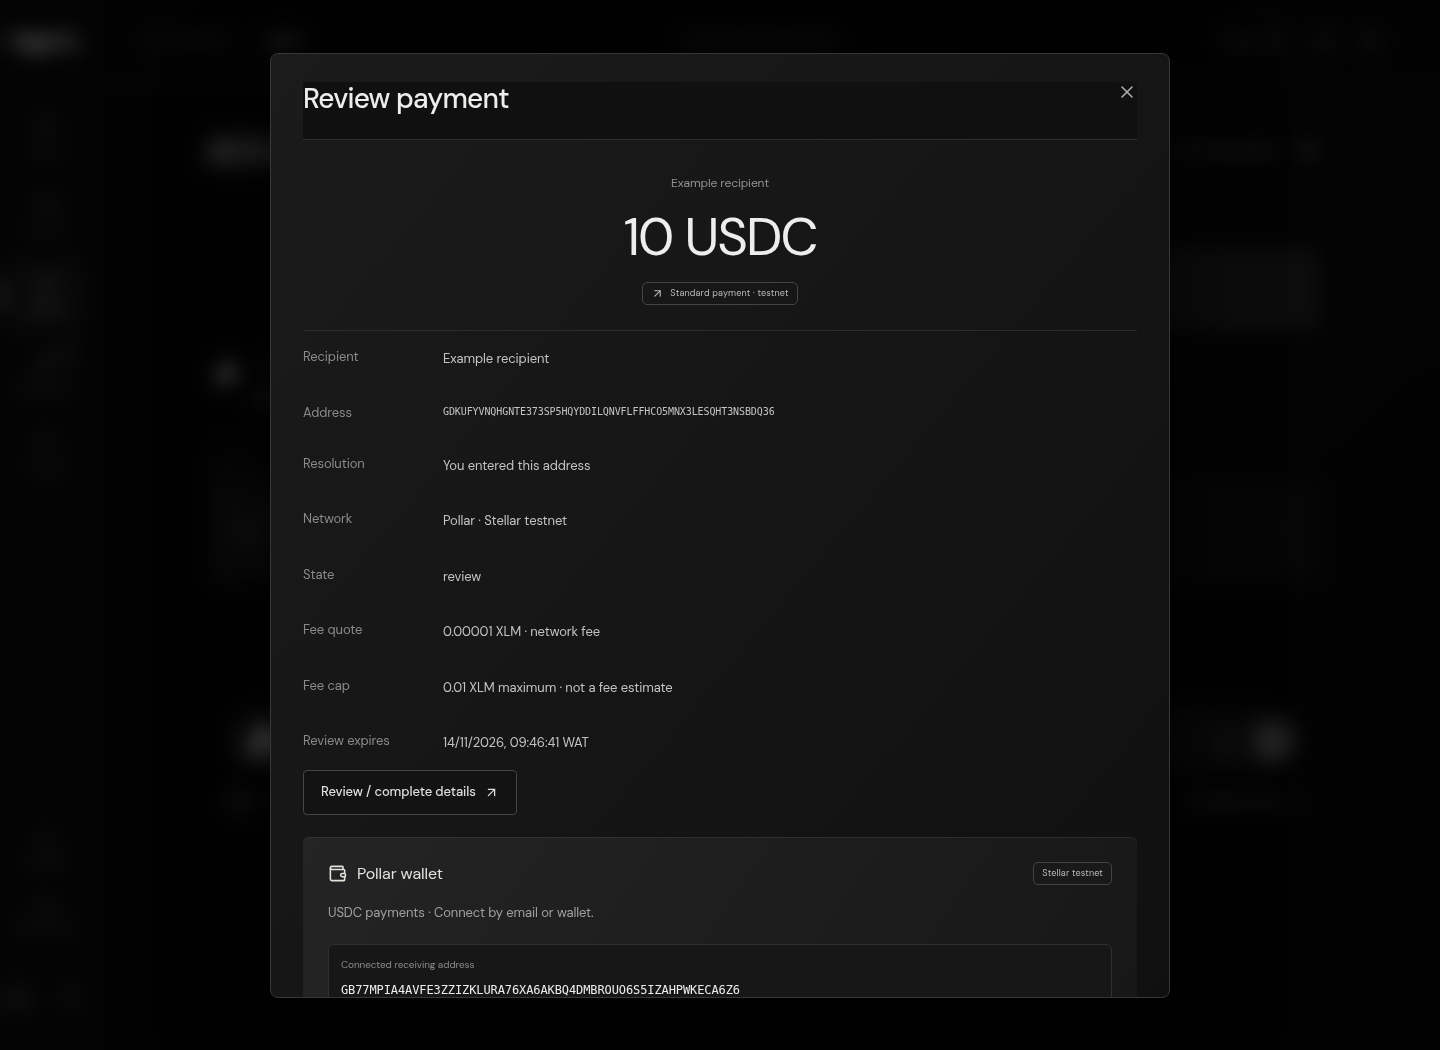 Review payment
Example recipient
10 USDC
Standard payment · testnet
Recipient
Example recipient
Address
GDKUFYVNQHGNTE373SP5HQYDDILQNVFLFFHCO5MNX3LESQHT3NSBDQ36
Resolution
You entered this address
Network
Pollar · Stellar testnet
State
review
Fee quote
0.00001 XLM · network fee
Fee cap
0.01 XLM maximum · not a fee estimate
Review expires
14/11/2026, 09:46:41 WAT
Review / complete details
Pollar wallet
Stellar testnet
USDC payments · Connect by email or wallet.
Connected receiving address
GB77MPIA4AVFE3ZZIZKLURA76XA6AKBQ4DMBROUO6S5IZAHPWKECA6Z6